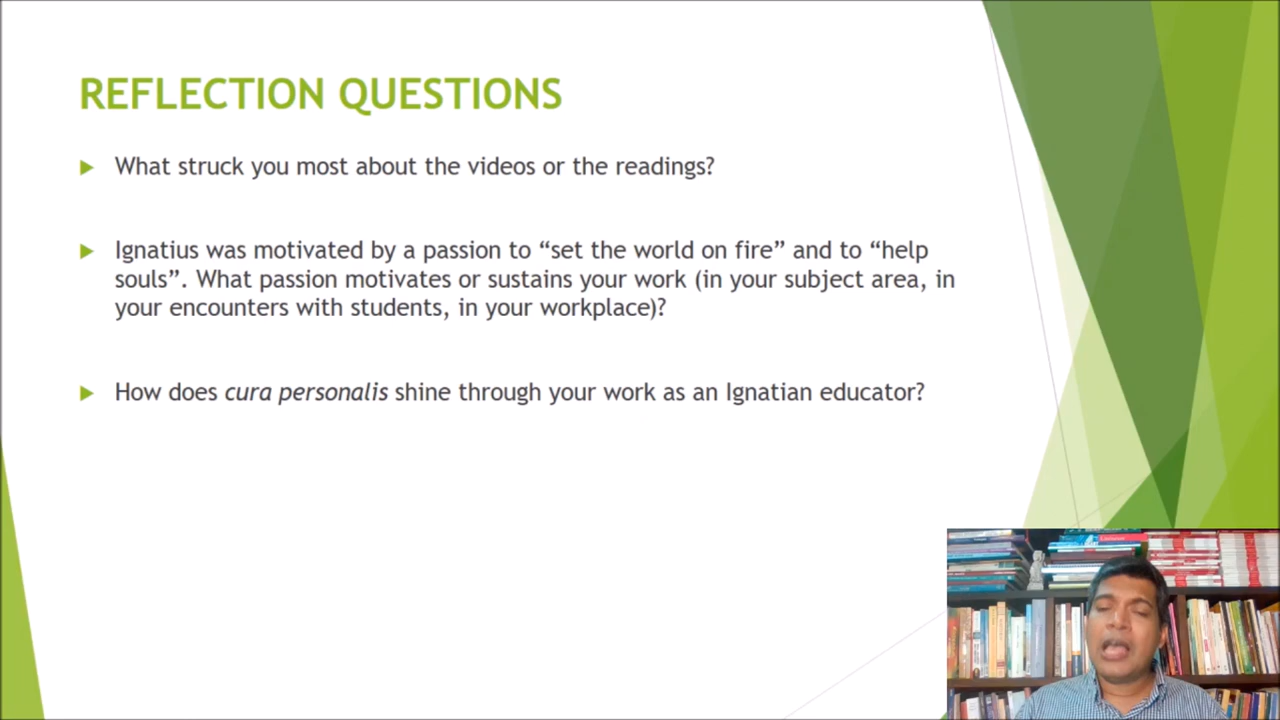 REFLECTION QUESTIONS
What struck you most about the videos or the readings?
Ignatius was motivated by a passion to “set the world on fire” and to “help
souls”. What passion motivates or sustains your work (in your subject area, in
your encounters with students, in your workplace)?
How does cura personalis shine through your work as an Ignatian educator?